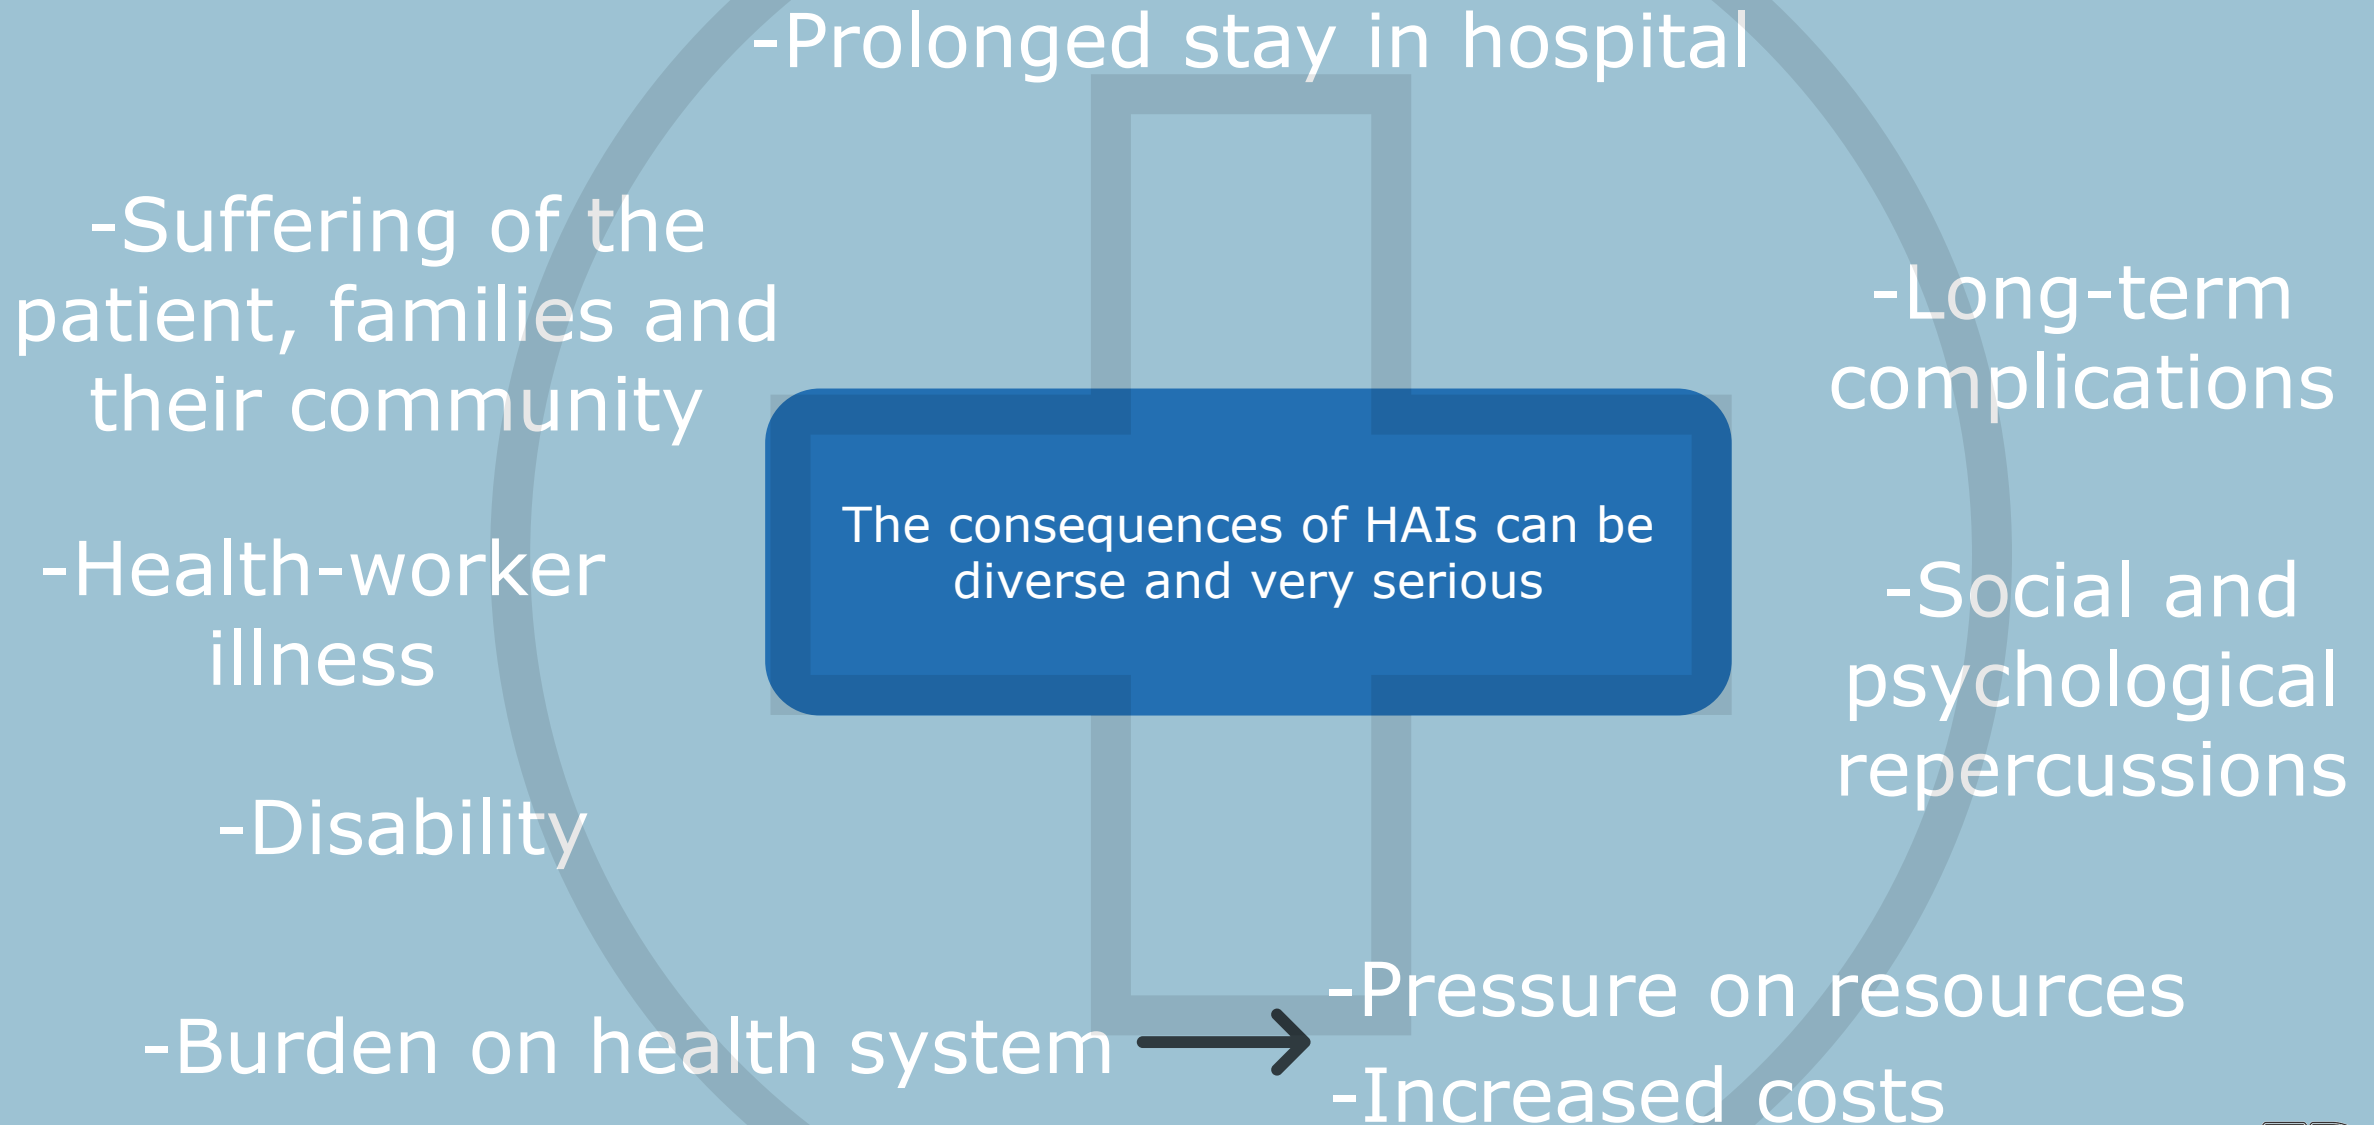 -Prolonged stay in hospital
-Suffering of the
patient, families and
their community
-Long-term
complications
The consequences of HAIs can be
diverse and very serious
-Health-worker
illness
-Social and
psychological
repercussions
-Disability
-Burden on health system
-Pressure on resources
-Increased costs